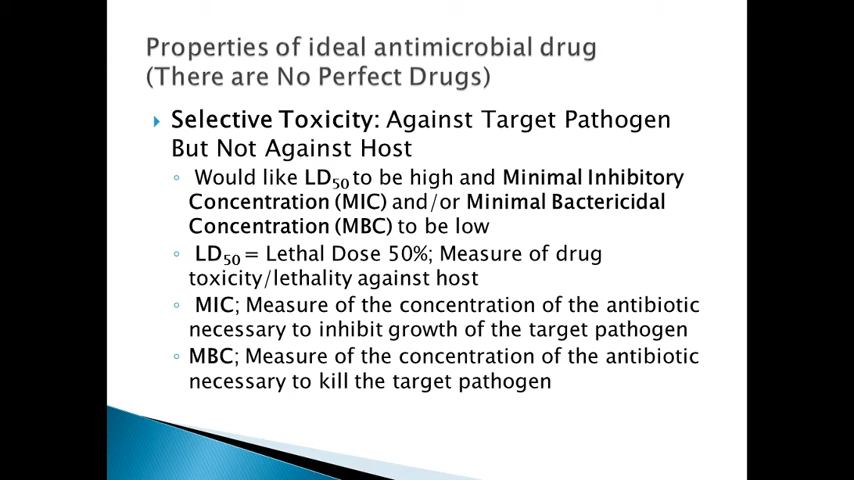 Properties of ideal antimicrobial drug
(There are No Perfect Drugs)
Selective Toxicity: Against Target Pathogen
But Not Against Host
Would like LD50 to be high and Minimal Inhibitory
Concentration (MIC) and/or Minimal Bactericidal
Concentration (MBC) to be low
LD50 = Lethal Dose 50%; Measure of drug
toxicity/lethality against host
MIC; Measure of the concentration of the antibiotic
necessary to inhibit growth of the target pathogen
MBC; Measure of the concentration of the antibiotic
necessary to kill the target pathogen